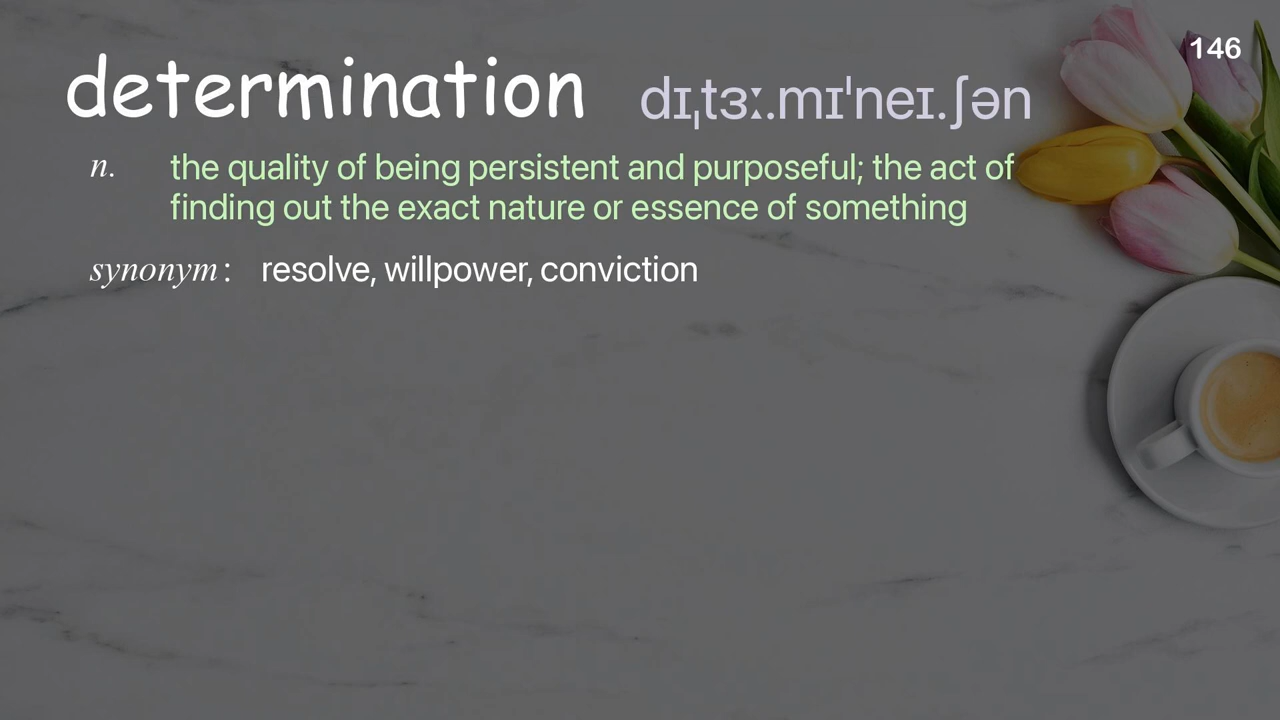 146
determination dɪˌtɜː.mɪˈneɪ.ʃən
n. the quality of being persistent and purposeful; the act of
finding out the exact nature or essence of something
synonym: resolve, willpower, conviction